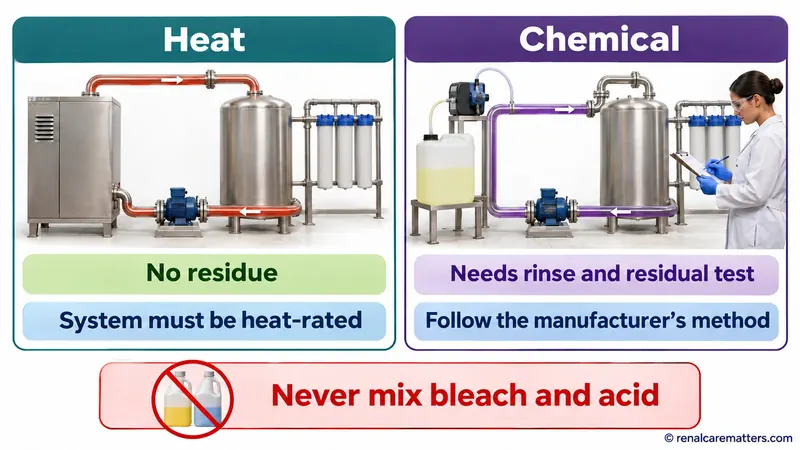 Heat
Chemical
No residue
Needs rinse and residual test
System must be heat-rated
Follow the manufacturer's method
Never mix bleach and acid
© renalcarematters.com